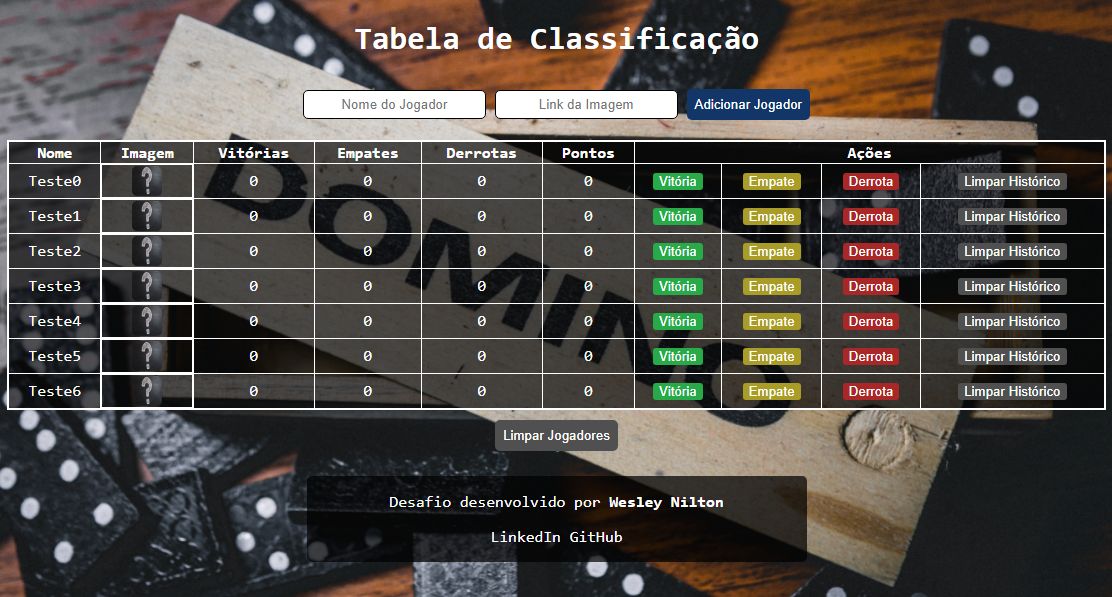 Tabela de Classificação
Nome do Jogador Link da Imagem Adicionar Jogador
Nome Imagem Vitórias Empates Derrotas Pontos Ações
Teste0 ? 0 0 0 0 Vitória Empate Derrota Limpar Histórico
Teste1 ? 0 0 0 0 Vitória Empate Derrota Limpar Histórico
Teste2 ? 0 0 0 0 Vitória Empate Derrota Limpar Histórico
Teste3 ? 0 0 0 0 Vitória Empate Derrota Limpar Histórico
Teste4 ? 0 0 0 0 Vitória Empate Derrota Limpar Histórico
Teste5 ? 0 0 0 0 Vitória Empate Derrota Limpar Histórico
Teste6 ? 0 0 0 0 Vitória Empate Derrota Limpar Histórico
DOMINO
Limpar Jogadores
Desafio desenvolvido por Wesley Nilton
LinkedIn GitHub